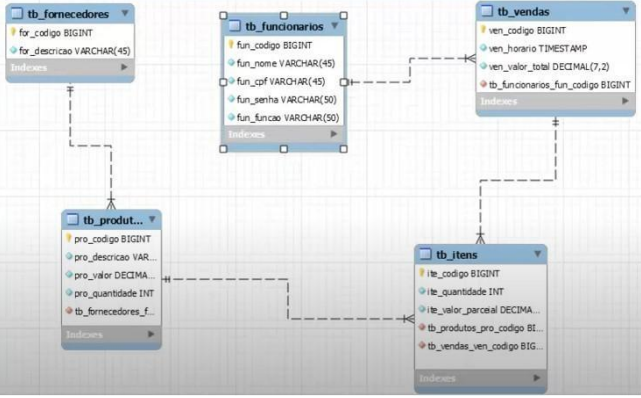 tb_fornecedores
for_codigo BIGINT
for_descricao VARCHAR(45)
Indexes
tb_funcionarios
fun_codigo BIGINT
fun_nome VARCHAR(45)
fun_cpf VARCHAR(45)
fun_senha VARCHAR(50)
fun_funcao VARCHAR(50)
Indexes
tb_vendas
ven_codigo BIGINT
ven_horario TIMESTAMP
ven_valor_total DECIMAL(7,2)
tb_funcionarios_fun_codigo BIGINT
Indexes
tb_produt...
pro_codigo BIGINT
pro_descricao VAR...
pro_valor DECIMA...
pro_quantidade INT
tb_fornecedores_f...
Indexes
tb_itens
ite_codigo BIGINT
ite_quantidade INT
ite_valor_parcial DECIMA...
tb_produtos_pro_codigo BI...
tb_vendas_ven_codigo BIG...
Indexes